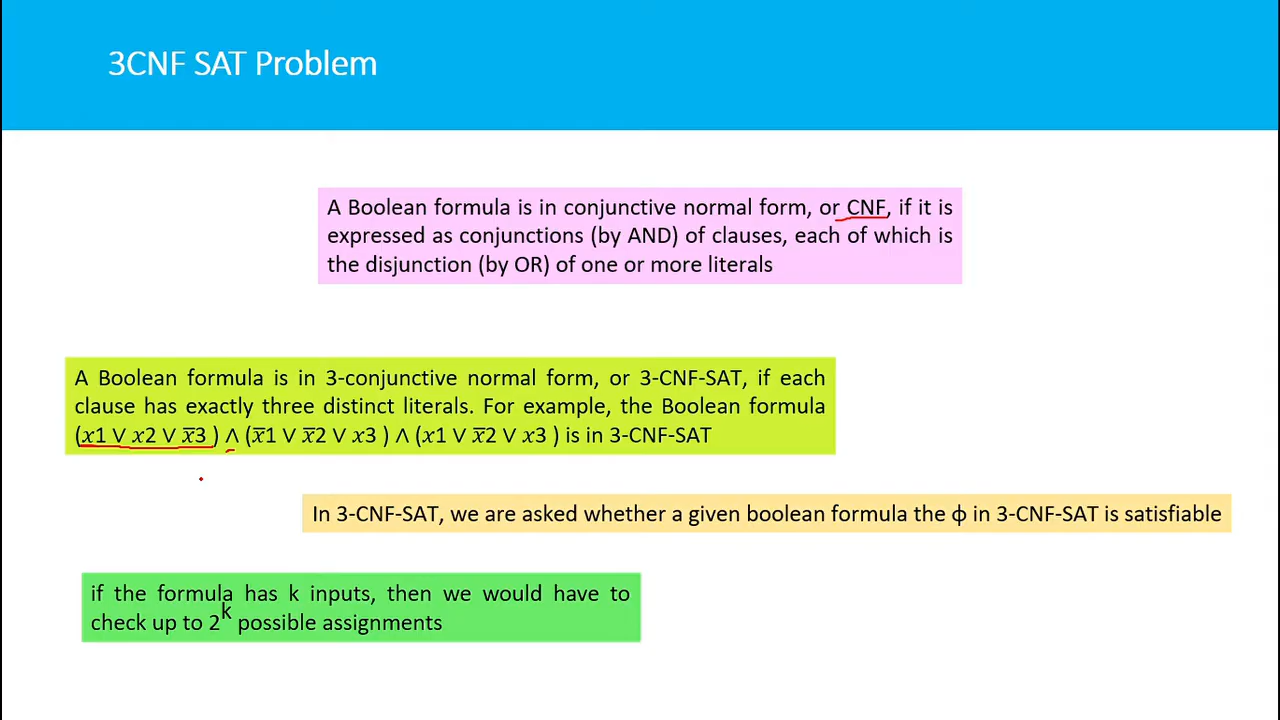 3CNF SAT Problem
A Boolean formula is in conjunctive normal form, or CNF, if it is
expressed as conjunctions (by AND) of clauses, each of which is
the disjunction (by OR) of one or more literals
A Boolean formula is in 3-conjunctive normal form, or 3-CNF-SAT, if each
clause has exactly three distinct literals. For example, the Boolean formula
(x1 ∨ x2 ∨ x̅3 ) ∧ (x̅1 ∨ x̅2 ∨ x3 ) ∧ (x1 ∨ x̅2 ∨ x3 ) is in 3-CNF-SAT
In 3-CNF-SAT, we are asked whether a given boolean formula the ϕ in 3-CNF-SAT is satisfiable
if the formula has k inputs, then we would have to
check up to 2^k possible assignments